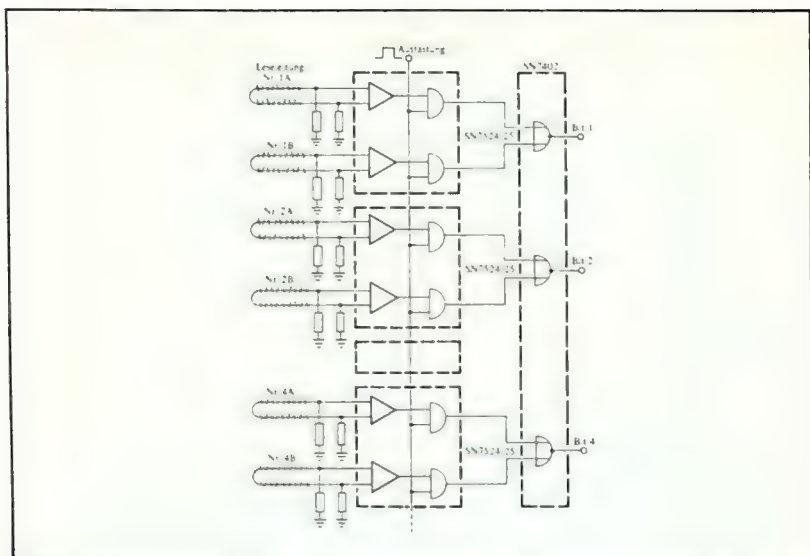 Austastung
Leseleitung
Nr. 1A
SN7402
SN7524/25
Bit 1
Nr. 1B
Nr. 2A
SN7524/25
Bit 2
Nr. 2B
Nr. 4A
SN7524/25
Bit 4
Nr. 4B